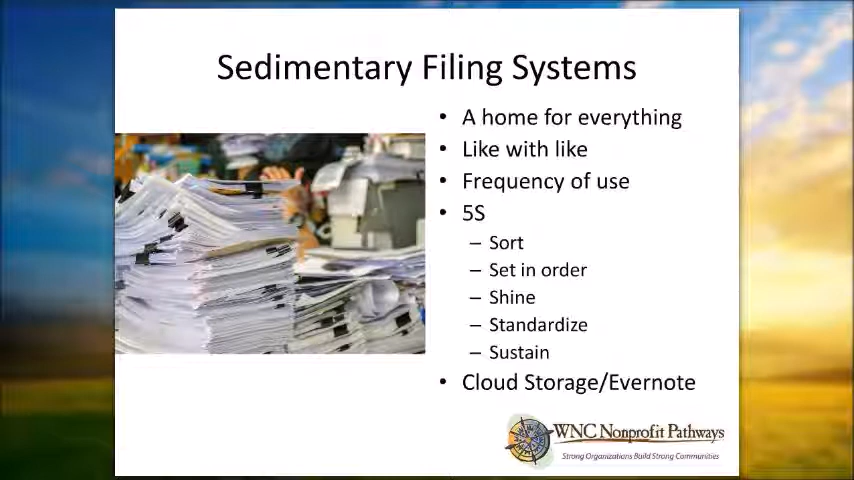 Sedimentary Filing Systems
• A home for everything
• Like with like
• Frequency of use
• 5S
– Sort
– Set in order
– Shine
– Standardize
– Sustain
• Cloud Storage/Evernote
WNC Nonprofit Pathways
Strong Organizations Build Strong Communities